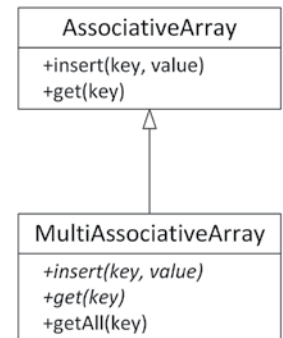 AssociativeArray
+insert(key, value)
+get(key)
MultiAssociativeArray
+insert(key, value)
+get(key)
+getAll(key)